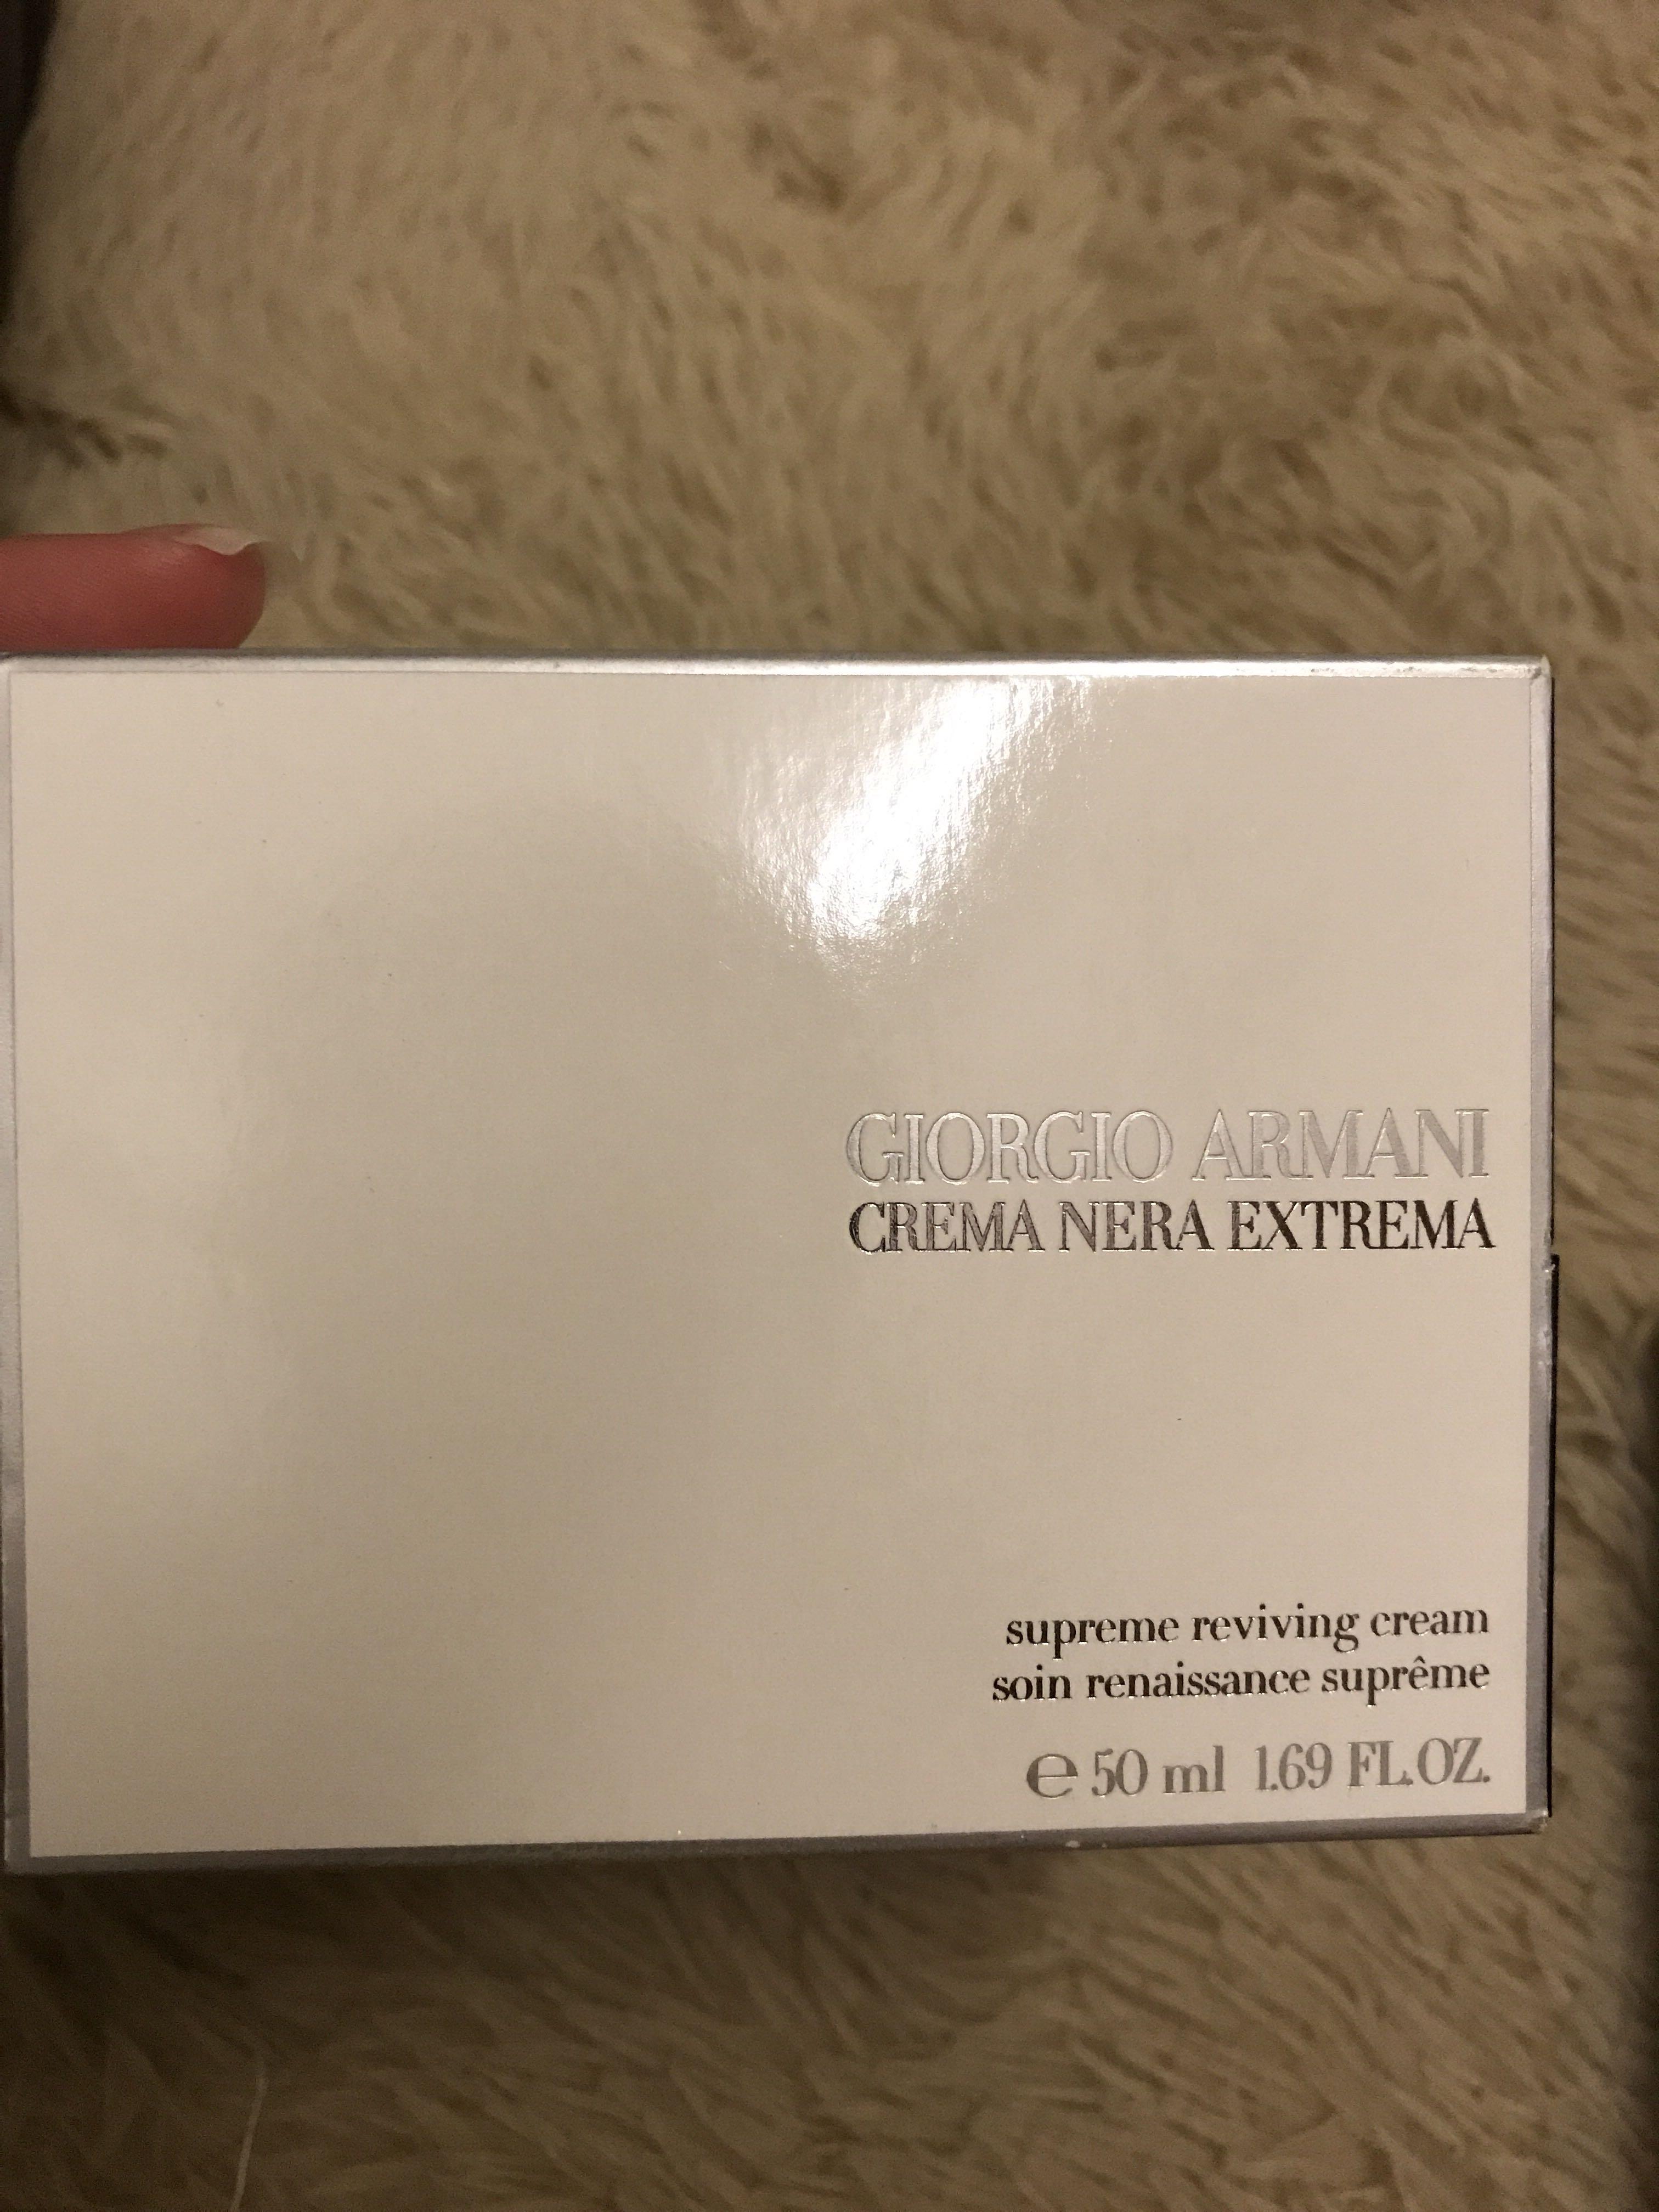 GIORGIO ARMANI
CREMA NERA EXTREMA
supreme reviving cream
soin renaissance suprême
℮ 50 ml 1.69 FL.OZ.